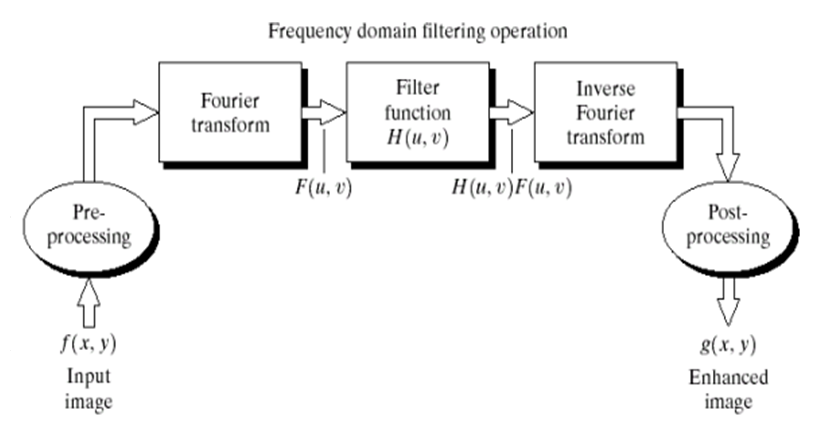 Frequency domain filtering operation
Fourier
transform
Filter
function
H(u, v)
Inverse
Fourier
transform
F(u, v)
H(u, v)F(u, v)
Pre-
processing
Post-
processing
f(x, y)
Input
image
g(x, y)
Enhanced
image